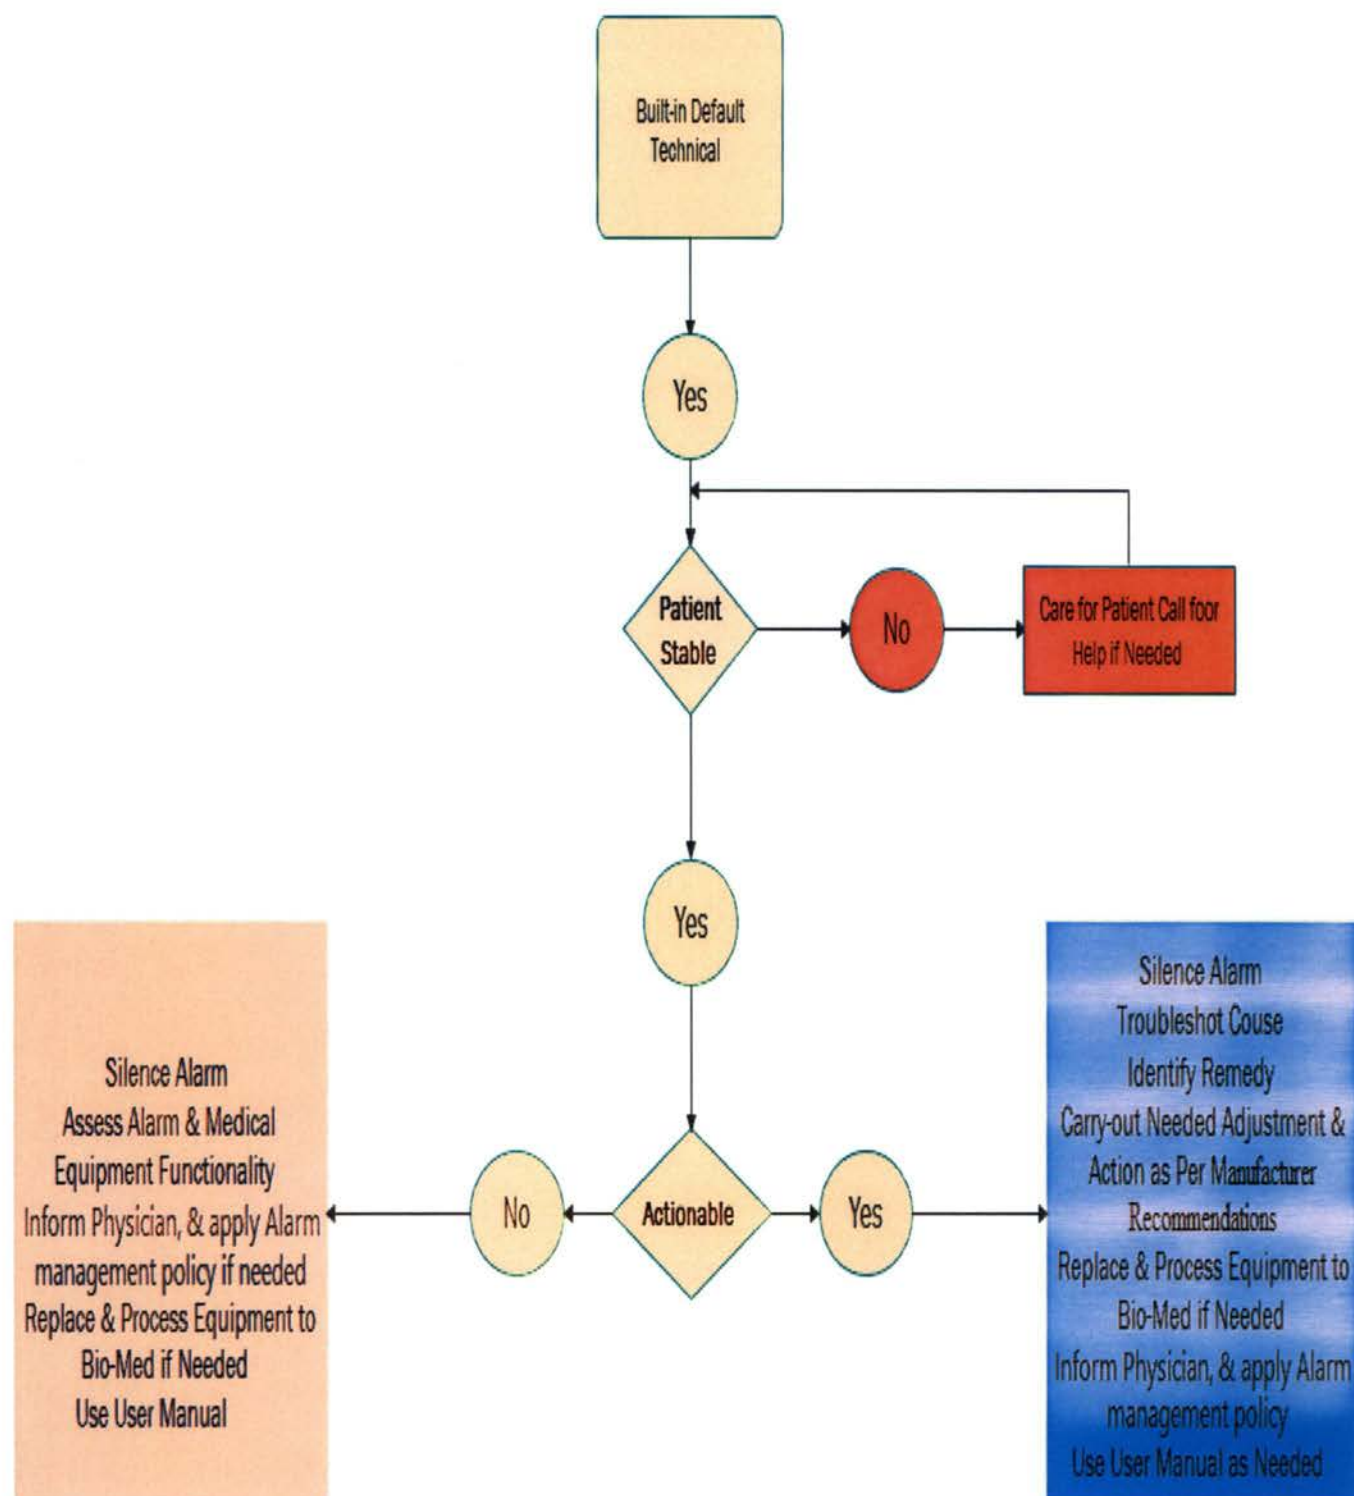 Built-in Default
Technical
Yes
Patient
Stable
No
Care for Patient Call foor
Help if Needed
Yes
Actionable
No
Yes
Silence Alarm
Assess Alarm & Medical
Equipment Functionality
Inform Physician, & apply Alarm
management policy if needed
Replace & Process Equipment to
Bio-Med if Needed
Use User Manual
Silence Alarm
Troubleshot Couse
Identify Remedy
Carry-out Needed Adjustment &
Action as Per Manufacturer
Recommendations
Replace & Process Equipment to
Bio-Med if Needed
Inform Physician, & apply Alarm
management policy
Use User Manual as Needed